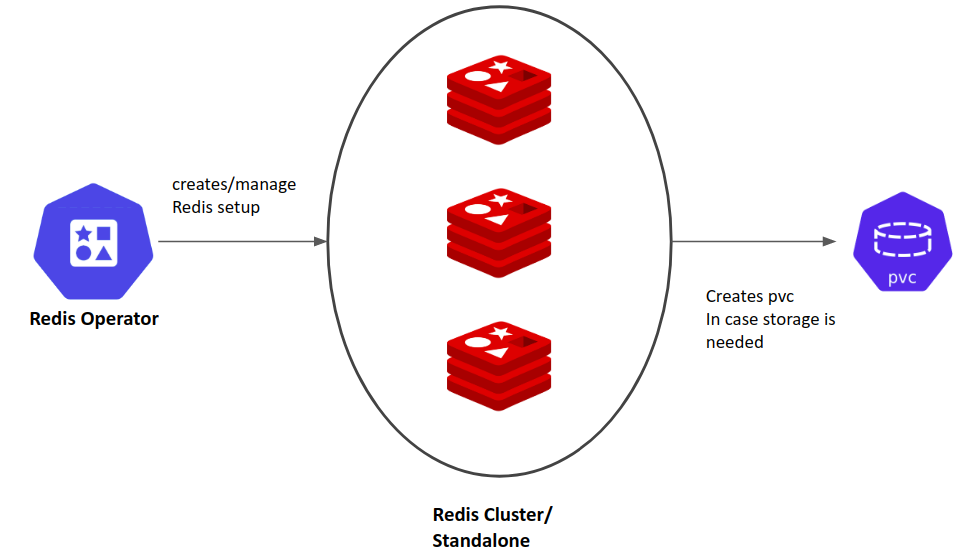 creates/manage
Redis setup
Redis Operator
Creates pvc
In case storage is
needed
pvc
Redis Cluster/
Standalone